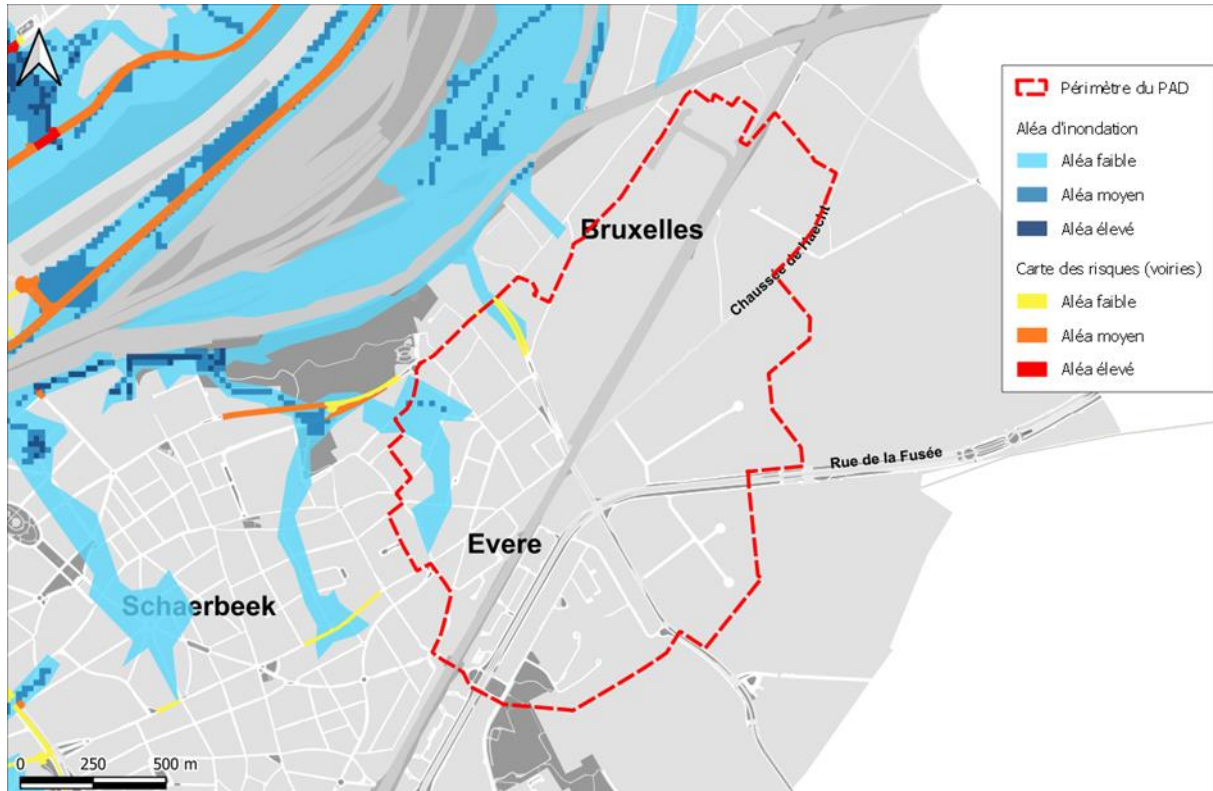 Périmètre du PAD
Aléa d'inondation
Aléa faible
Aléa moyen
Aléa élevé
Carte des risques (voiries)
Aléa faible
Aléa moyen
Aléa élevé
Bruxelles
Chaussée de Haecht
Rue de la Fusée
Evere
Schaerbeek
0 250 500 m